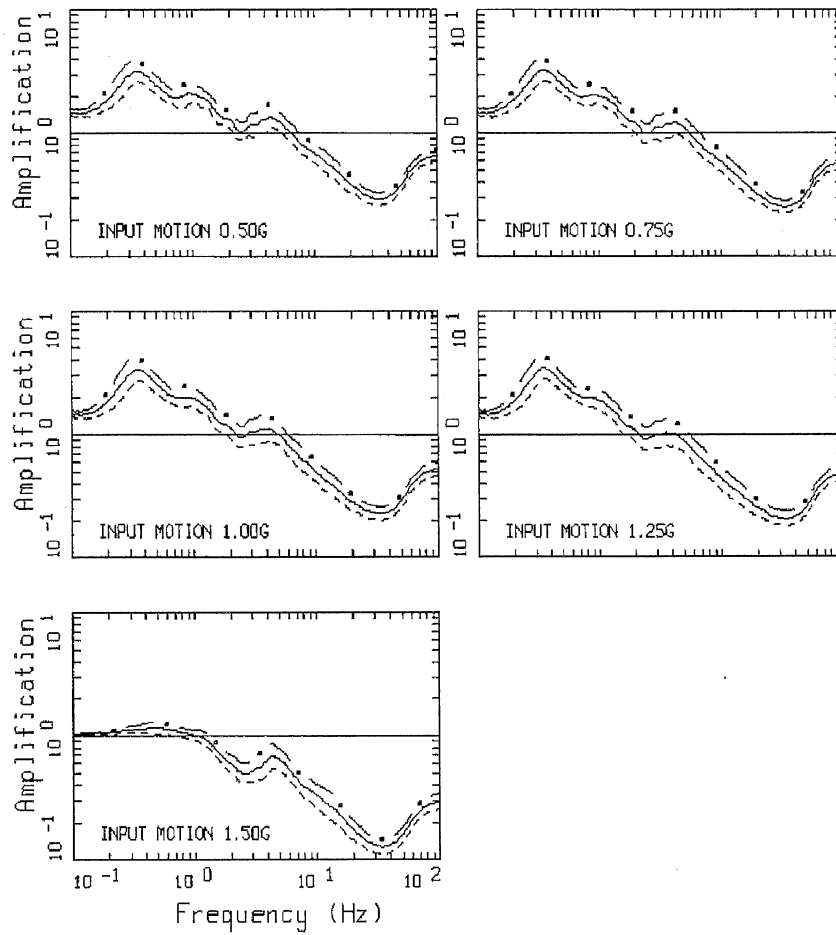 Amplification
10 1
10 0
10 -1
INPUT MOTION 0.50G
10 1
10 0
10 -1
INPUT MOTION 0.75G
Amplification
10 1
10 0
10 -1
INPUT MOTION 1.00G
10 1
10 0
10 -1
INPUT MOTION 1.25G
Amplification
10 1
10 0
10 -1
INPUT MOTION 1.50G
10 -1
10 0
10 1
10 2
Frequency (Hz)